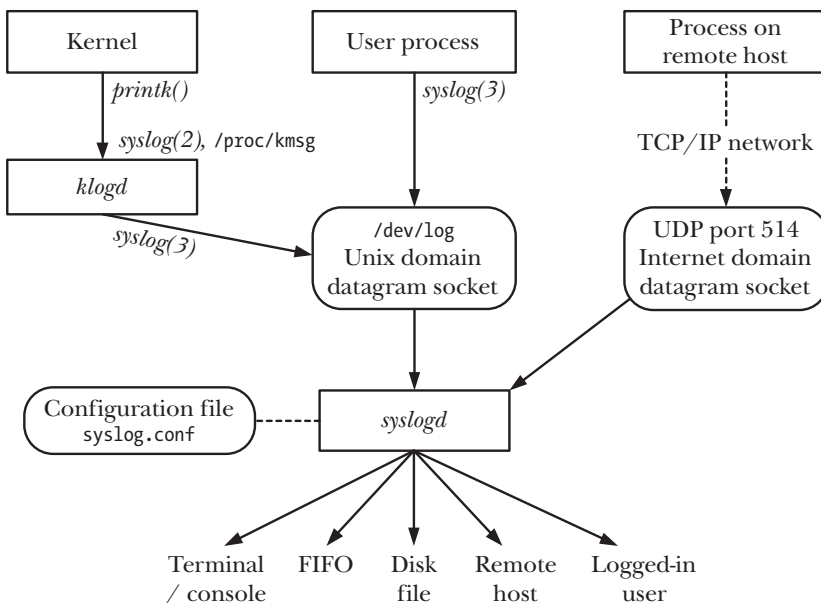 Kernel
User process
Process on
remote host
printk()
syslog(3)
syslog(2), /proc/kmsg
TCP/IP network
klogd
syslog(3)
/dev/log
Unix domain
datagram socket
UDP port 514
Internet domain
datagram socket
Configuration file
syslog.conf
syslogd
Terminal
/ console
FIFO
Disk
file
Remote
host
Logged-in
user